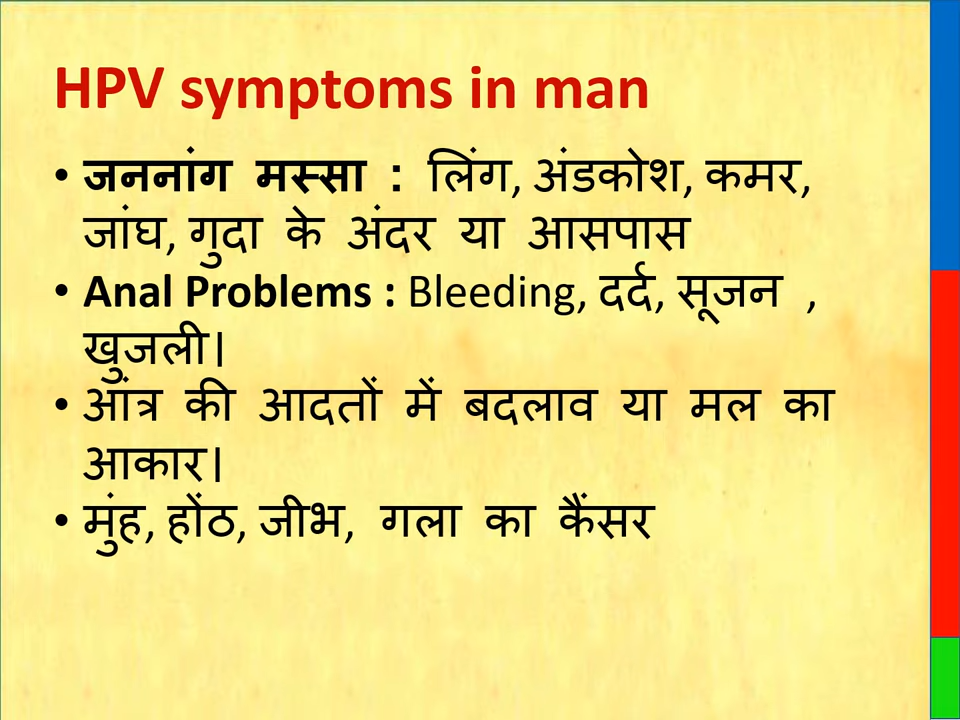 HPV symptoms in man
• जननांग मस्सा : लिंग, अंडकोश, कमर,
जांघ, गुदा के अंदर या आसपास
• Anal Problems : Bleeding, दर्द, सूजन ,
खुजली।
• आंत्र की आदतों में बदलाव या मल का
आकार।
• मुंह, होंठ, जीभ, गला का कैंसर